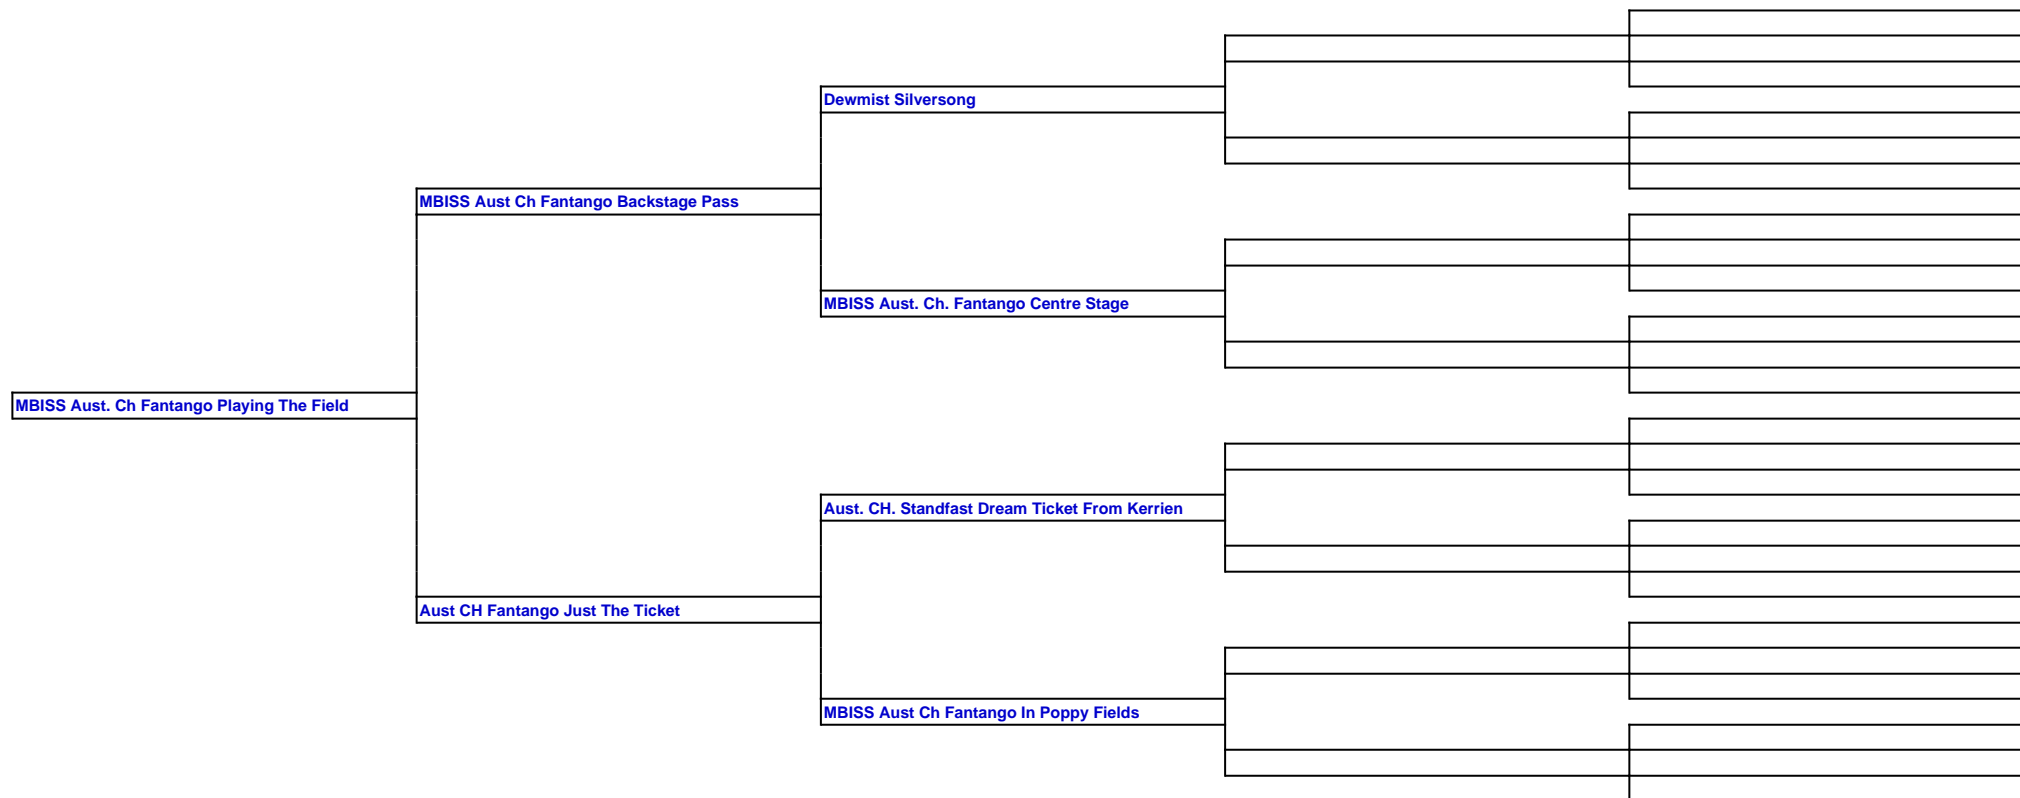 Dewmist Silversong
MBISS Aust Ch Fantango Backstage Pass
MBISS Aust. Ch. Fantango Centre Stage
MBISS Aust. Ch Fantango Playing The Field
Aust. CH. Standfast Dream Ticket From Kerrien
Aust CH Fantango Just The Ticket
MBISS Aust Ch Fantango In Poppy Fields